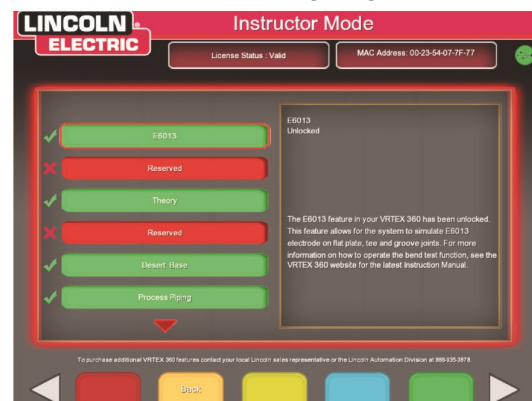 LINCOLN
ELECTRIC
Instructor Mode
License Status : Valid
MAC Address: 00-23-54-07-7F-77
E6013
Reserved
Theory
Reserved
Desert Base
Process Piping
E6013
Unlocked
The E6013 feature in your VRTEX 360 has been unlocked.
This feature allows for the system to simulate E6013
electrode on flat plate, tee and groove joints. For more
information on how to operate the bend test function, see the
VRTEX 360 website for the latest Instruction Manual.
To purchase additional VRTEX 360 features contact your local Lincoln sales representative or the Lincoln Automation Division at 888-935-3878.
Back